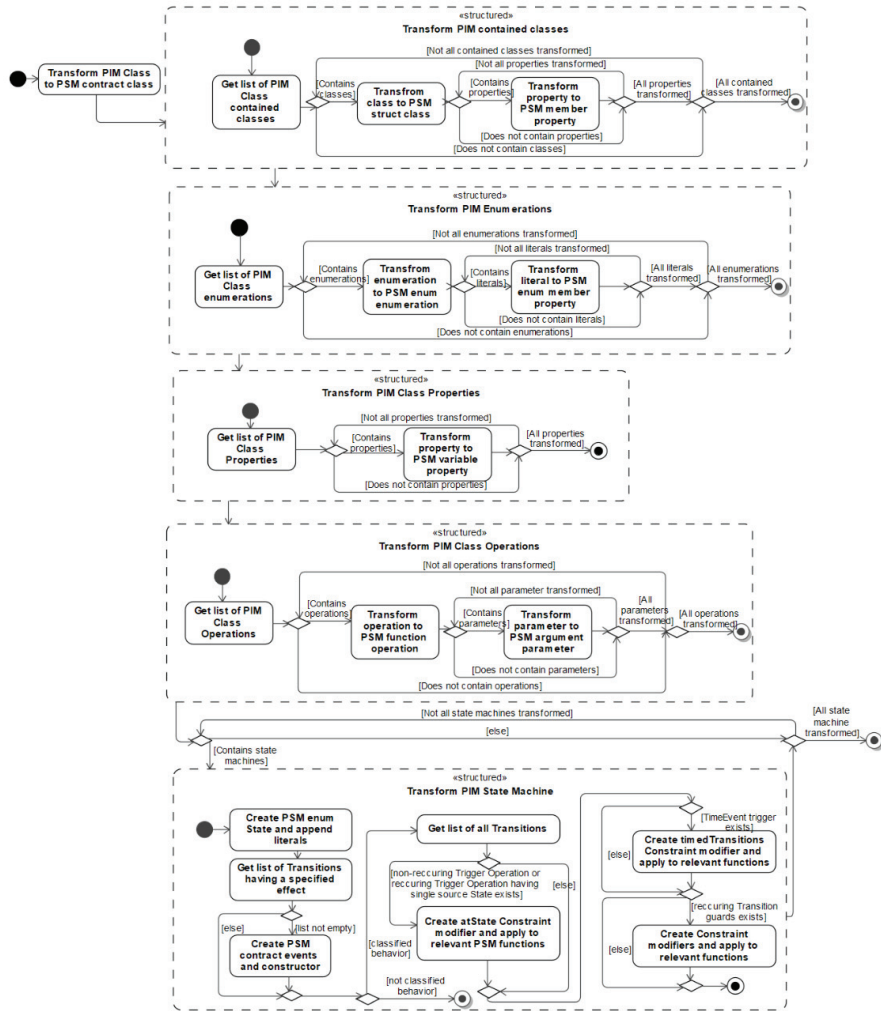 «structured»
Transform PIM contained classes
[Not all contained classes transformed]
[Not all properties transformed]
Transform PIM Class
to PSM contract class
Get list of PIM
Class
contained
classes
[Contains
classes]
Transfrom
class to PSM
struct class
[Contains
properties]
Transform
property to
PSM member
property
[All properties
transformed]
[All contained
classes transformed]
[Does not contain properties]
[Does not contain classes]
«structured»
Transform PIM Enumerations
[Not all enumerations transformed]
[Not all literals transformed]
Get list of PIM
Class
enumerations
[Contains
enumerations]
Transfrom
enumeration
to PSM enum
enumeration
[Contains
literals]
Transform
literal to PSM
enum member
property
[All literals
transformed]
[All enumerations
transformed]
[Does not contain literals]
[Does not contain enumerations]
«structured»
Transform PIM Class Properties
[Not all properties transformed]
Get list of PIM
Class
Properties
[Contains
properties]
Transform
property to
PSM variable
property
[All properties
transformed]
[Does not contain properties]
«structured»
Transform PIM Class Operations
[Not all operations transformed]
[Not all parameter transformed]
Get list of PIM
Class
Operations
[Contains
operations]
Transform
operation to
PSM function
operation
[Contains
parameters]
Transform
parameter to
PSM argument
parameter
[All
parameters
transformed]
[All operations
transformed]
[Does not contain parameters]
[Does not contain operations]
[Not all state machines transformed]
[else]
[All state
machine
transformed]
[Contains state
machines]
«structured»
Transform PIM State Machine
Create PSM enum
State and append
literals
Get list of Transitions
having a specified
effect
[else]
[list not empty]
Create PSM
contract events
and constructor
[classified
behavior]
[not classified
behavior]
Get list of all Transitions
[non-reccuring Trigger Operation or
reccuring Trigger Operation having
single source State exists]
[else]
Create atState Constraint
modifier and apply to
relevant PSM functions
[TimeEvent trigger
exists]
[else]
Create timedTransitions
Constraint modifier and
apply to relevant functions
[reccuring Transition
guards exists]
[else]
Create Constraint
modifiers and apply to
relevant functions